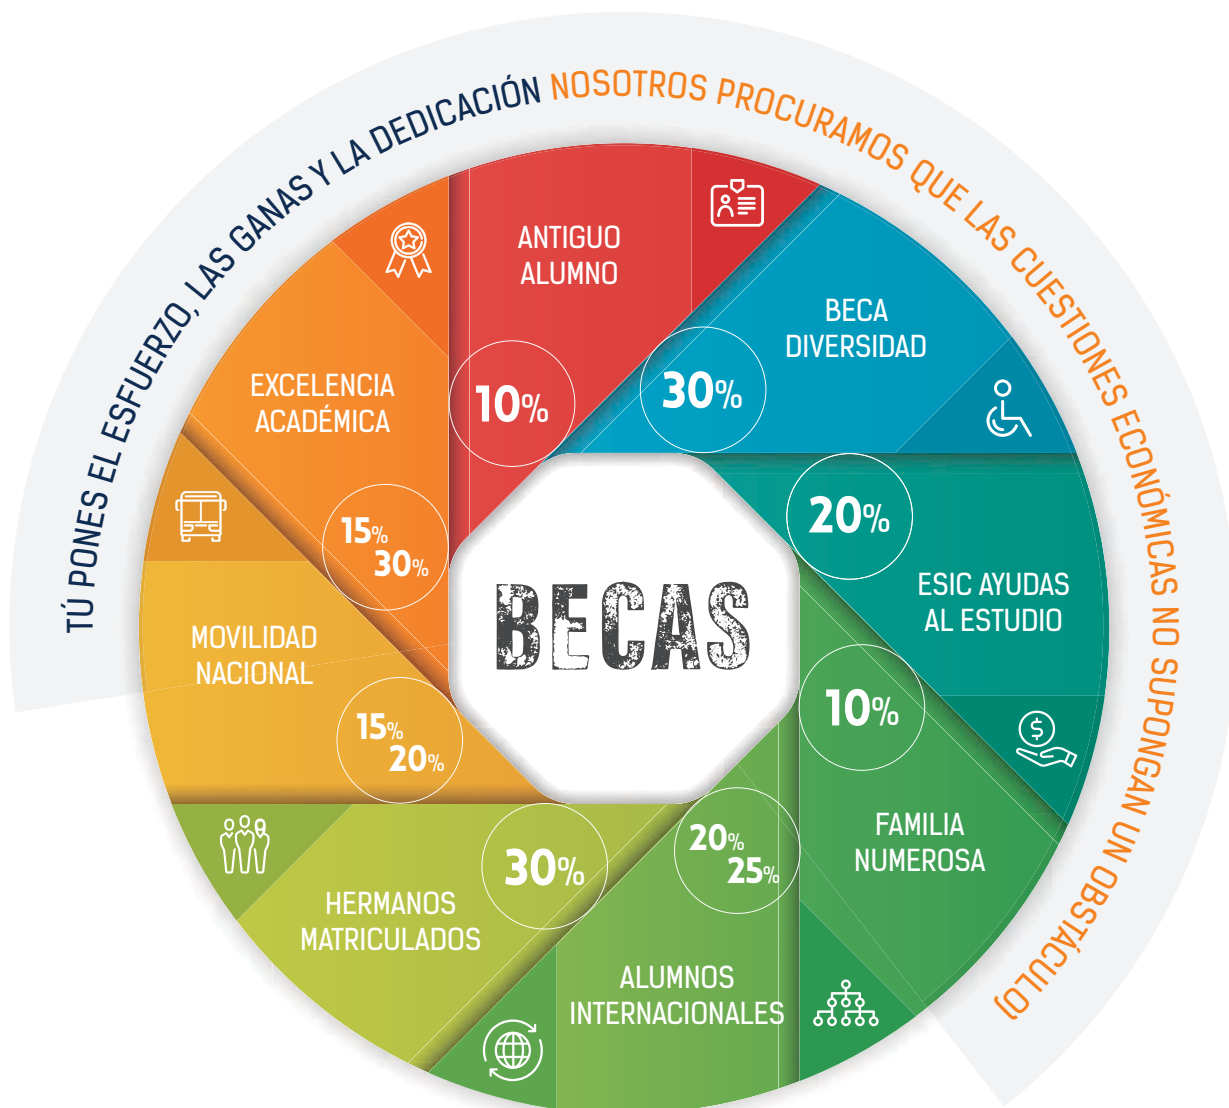 TÚ PONES EL ESFUERZO, LAS GANAS Y LA DEDICACIÓN NOSOTROS PROCURAMOS QUE LAS CUESTIONES ECONÓMICAS NO SUPONGAN UN OBSTÁCULO)
ANTIGUO
ALUMNO
10%
BECA
DIVERSIDAD
30%
20%
ESIC AYUDAS
AL ESTUDIO
$
10%
FAMILIA
NUMEROSA
20%
25%
ALUMNOS
INTERNACIONALES
30%
HERMANOS
MATRICULADOS
MOVILIDAD
NACIONAL
15%
20%
EXCELENCIA
ACADÉMICA
15%
30%
BECAS